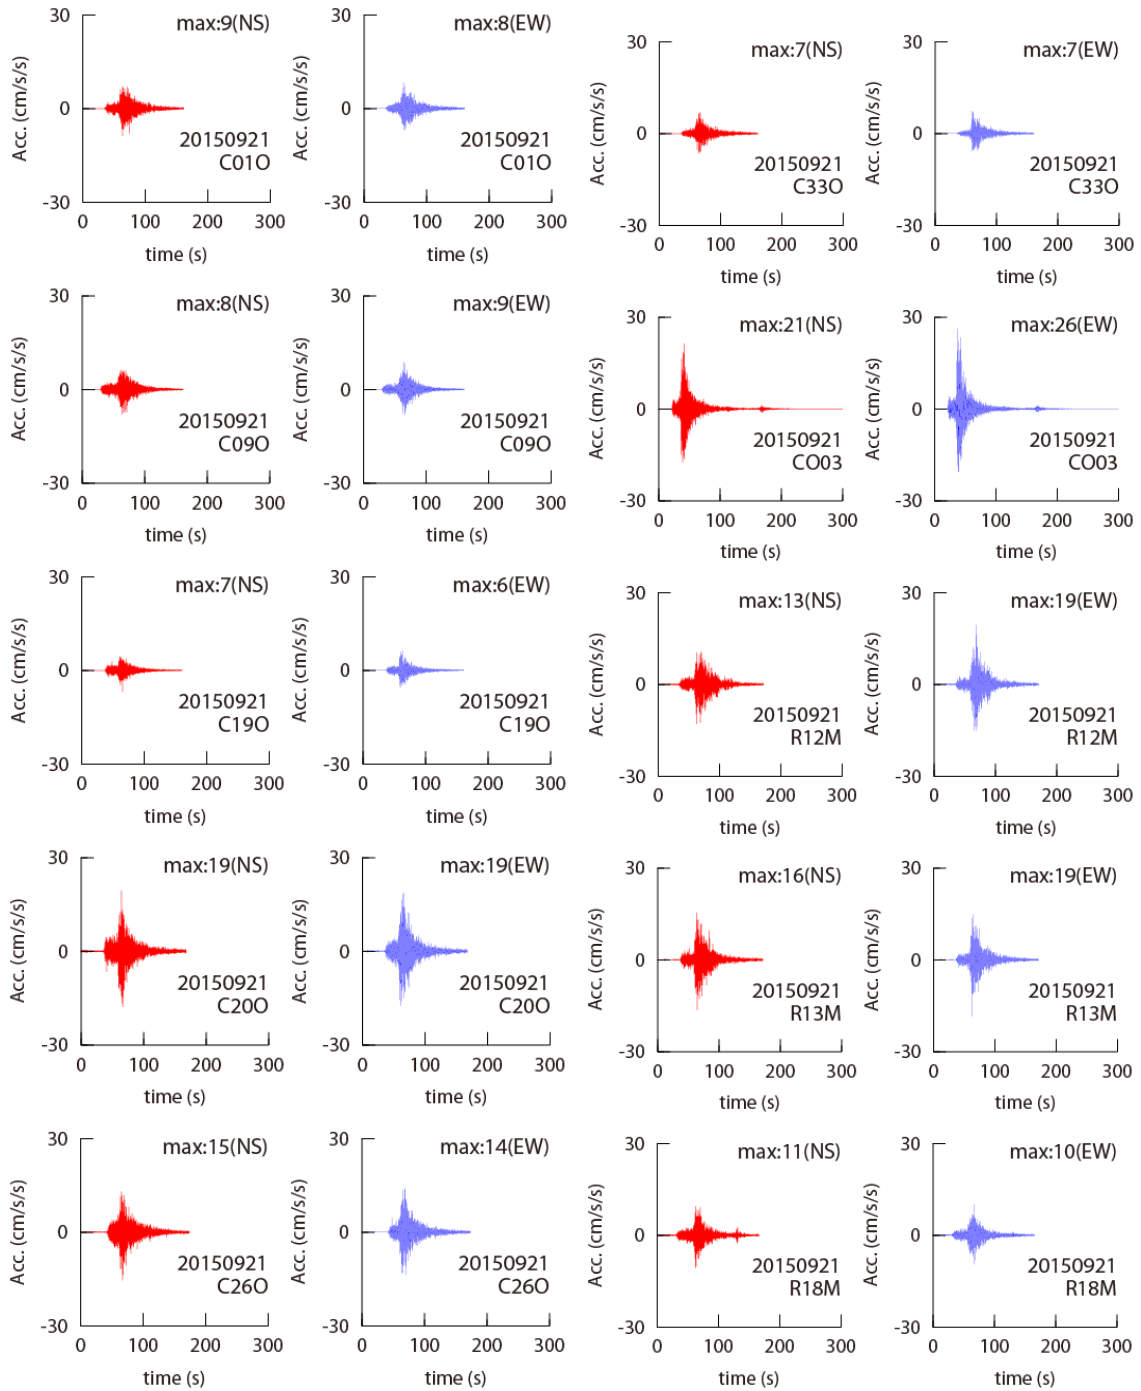 30
max:9(NS)
Acc. (cm/s/s)
0
20150921
C01O
-30
0 100 200 300
time (s)
30
max:8(EW)
Acc. (cm/s/s)
0
20150921
C01O
-30
0 100 200 300
time (s)
30
max:7(NS)
Acc. (cm/s/s)
0
20150921
C33O
-30
0 100 200 300
time (s)
30
max:7(EW)
Acc. (cm/s/s)
0
20150921
C33O
-30
0 100 200 300
time (s)
30
max:8(NS)
Acc. (cm/s/s)
0
20150921
C09O
-30
0 100 200 300
time (s)
30
max:9(EW)
Acc. (cm/s/s)
0
20150921
C09O
-30
0 100 200 300
time (s)
30
max:21(NS)
Acc. (cm/s/s)
0
20150921
CO03
-30
0 100 200 300
time (s)
30
max:26(EW)
Acc. (cm/s/s)
0
20150921
CO03
-30
0 100 200 300
time (s)
30
max:7(NS)
Acc. (cm/s/s)
0
20150921
C19O
-30
0 100 200 300
time (s)
30
max:6(EW)
Acc. (cm/s/s)
0
20150921
C19O
-30
0 100 200 300
time (s)
30
max:13(NS)
Acc. (cm/s/s)
0
20150921
R12M
-30
0 100 200 300
time (s)
30
max:19(EW)
Acc. (cm/s/s)
0
20150921
R12M
-30
0 100 200 300
time (s)
30
max:19(NS)
Acc. (cm/s/s)
0
20150921
C20O
-30
0 100 200 300
time (s)
30
max:19(EW)
Acc. (cm/s/s)
0
20150921
C20O
-30
0 100 200 300
time (s)
30
max:16(NS)
Acc. (cm/s/s)
0
20150921
R13M
-30
0 100 200 300
time (s)
30
max:19(EW)
Acc. (cm/s/s)
0
20150921
R13M
-30
0 100 200 300
time (s)
30
max:15(NS)
Acc. (cm/s/s)
0
20150921
C26O
-30
0 100 200 300
time (s)
30
max:14(EW)
Acc. (cm/s/s)
0
20150921
C26O
-30
0 100 200 300
time (s)
30
max:11(NS)
Acc. (cm/s/s)
0
20150921
R18M
-30
0 100 200 300
time (s)
30
max:10(EW)
Acc. (cm/s/s)
0
20150921
R18M
-30
0 100 200 300
time (s)